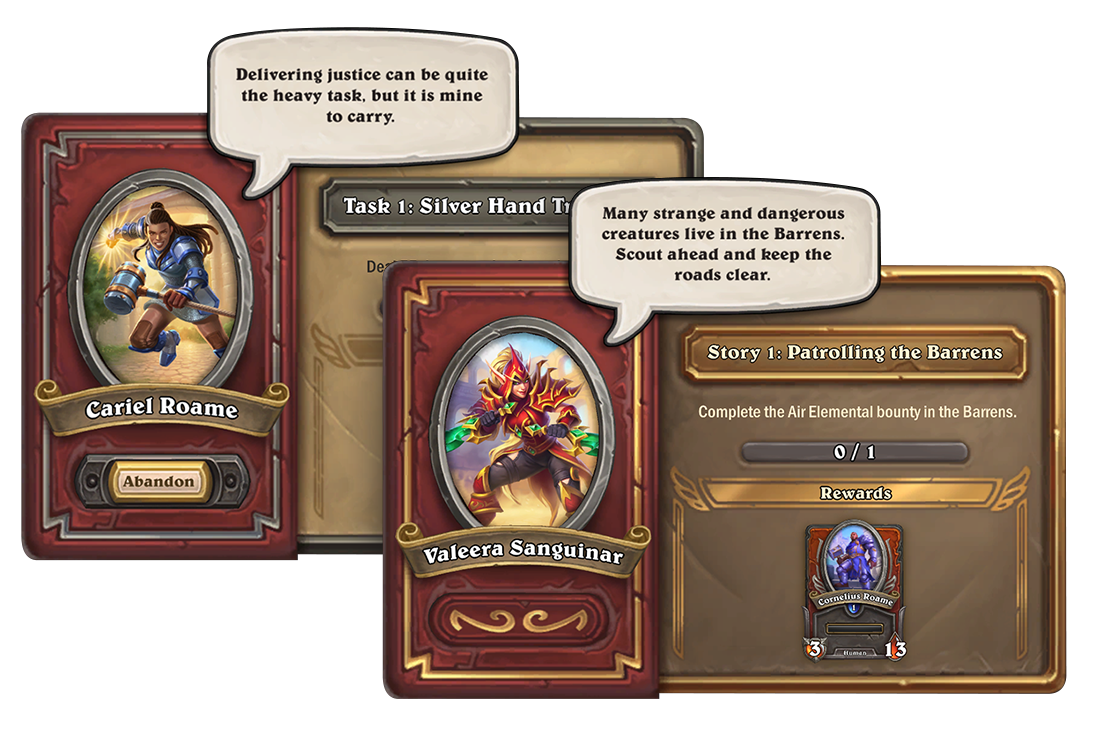 Delivering justice can be quite
the heavy task, but it is mine
to carry.
Task 1: Silver Hand
Cariel Roame
Abandon
Many strange and dangerous
creatures live in the Barrens.
Scout ahead and keep the
roads clear.
Story 1: Patrolling the Barrens
Complete the Air Elemental bounty in the Barrens.
0 / 1
Rewards
Valeera Sanguinar
Cornelius Roame
1
3
Human
13